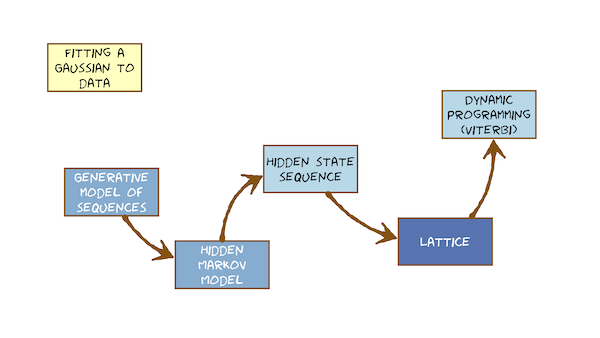 FITTING A
GAUSSIAN TO
DATA
DYNAMIC
PROGRAMMING
(VITERBI)
HIDDEN STATE
SEQUENCE
GENERATIVE
MODEL OF
SEQUENCES
HIDDEN
MARKOV
MODEL
LATTICE